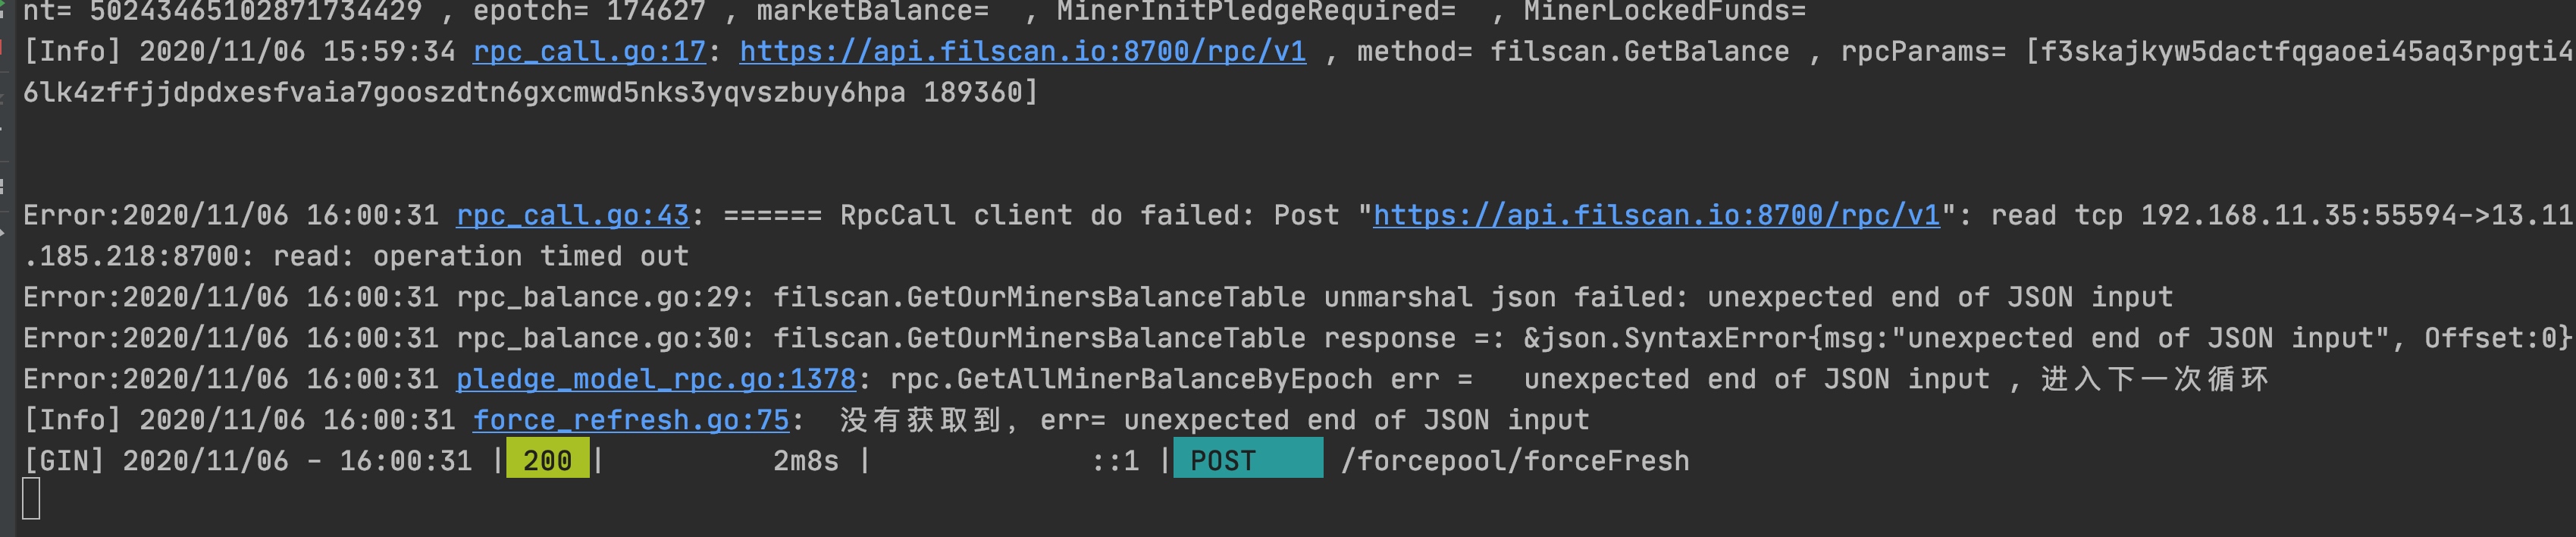 nt= 50243465102871734429 , epotch= 174627 , marketBalance=  , MinerInitPledgeRequired=  , MinerLockedFunds=
[Info] 2020/11/06 15:59:34 rpc_call.go:17: https://api.filscan.io:8700/rpc/v1 , method= filscan.GetBalance , rpcParams= [f3skajkyw5dactfqgaoei45aq3rpgti4
6lk4zffjjdpdxesfvaia7gooszdtn6gxcmwd5nks3yqvszbuy6hpa 189360]
Error:2020/11/06 16:00:31 rpc_call.go:43: ====== RpcCall client do failed: Post "https://api.filscan.io:8700/rpc/v1": read tcp 192.168.11.35:55594->13.11
.185.218:8700: read: operation timed out
Error:2020/11/06 16:00:31 rpc_balance.go:29: filscan.GetOurMinersBalanceTable unmarshal json failed: unexpected end of JSON input
Error:2020/11/06 16:00:31 rpc_balance.go:30: filscan.GetOurMinersBalanceTable response =: &json.SyntaxError{msg:"unexpected end of JSON input", Offset:0}
Error:2020/11/06 16:00:31 pledge_model_rpc.go:1378: rpc.GetAllMinerBalanceByEpoch err =   unexpected end of JSON input , 进入下一次循环
[Info] 2020/11/06 16:00:31 force_refresh.go:75:  没有获取到, err= unexpected end of JSON input
[GIN] 2020/11/06 - 16:00:31 | 200 |          2m8s |             ::1 | POST     /forcepool/forceFresh